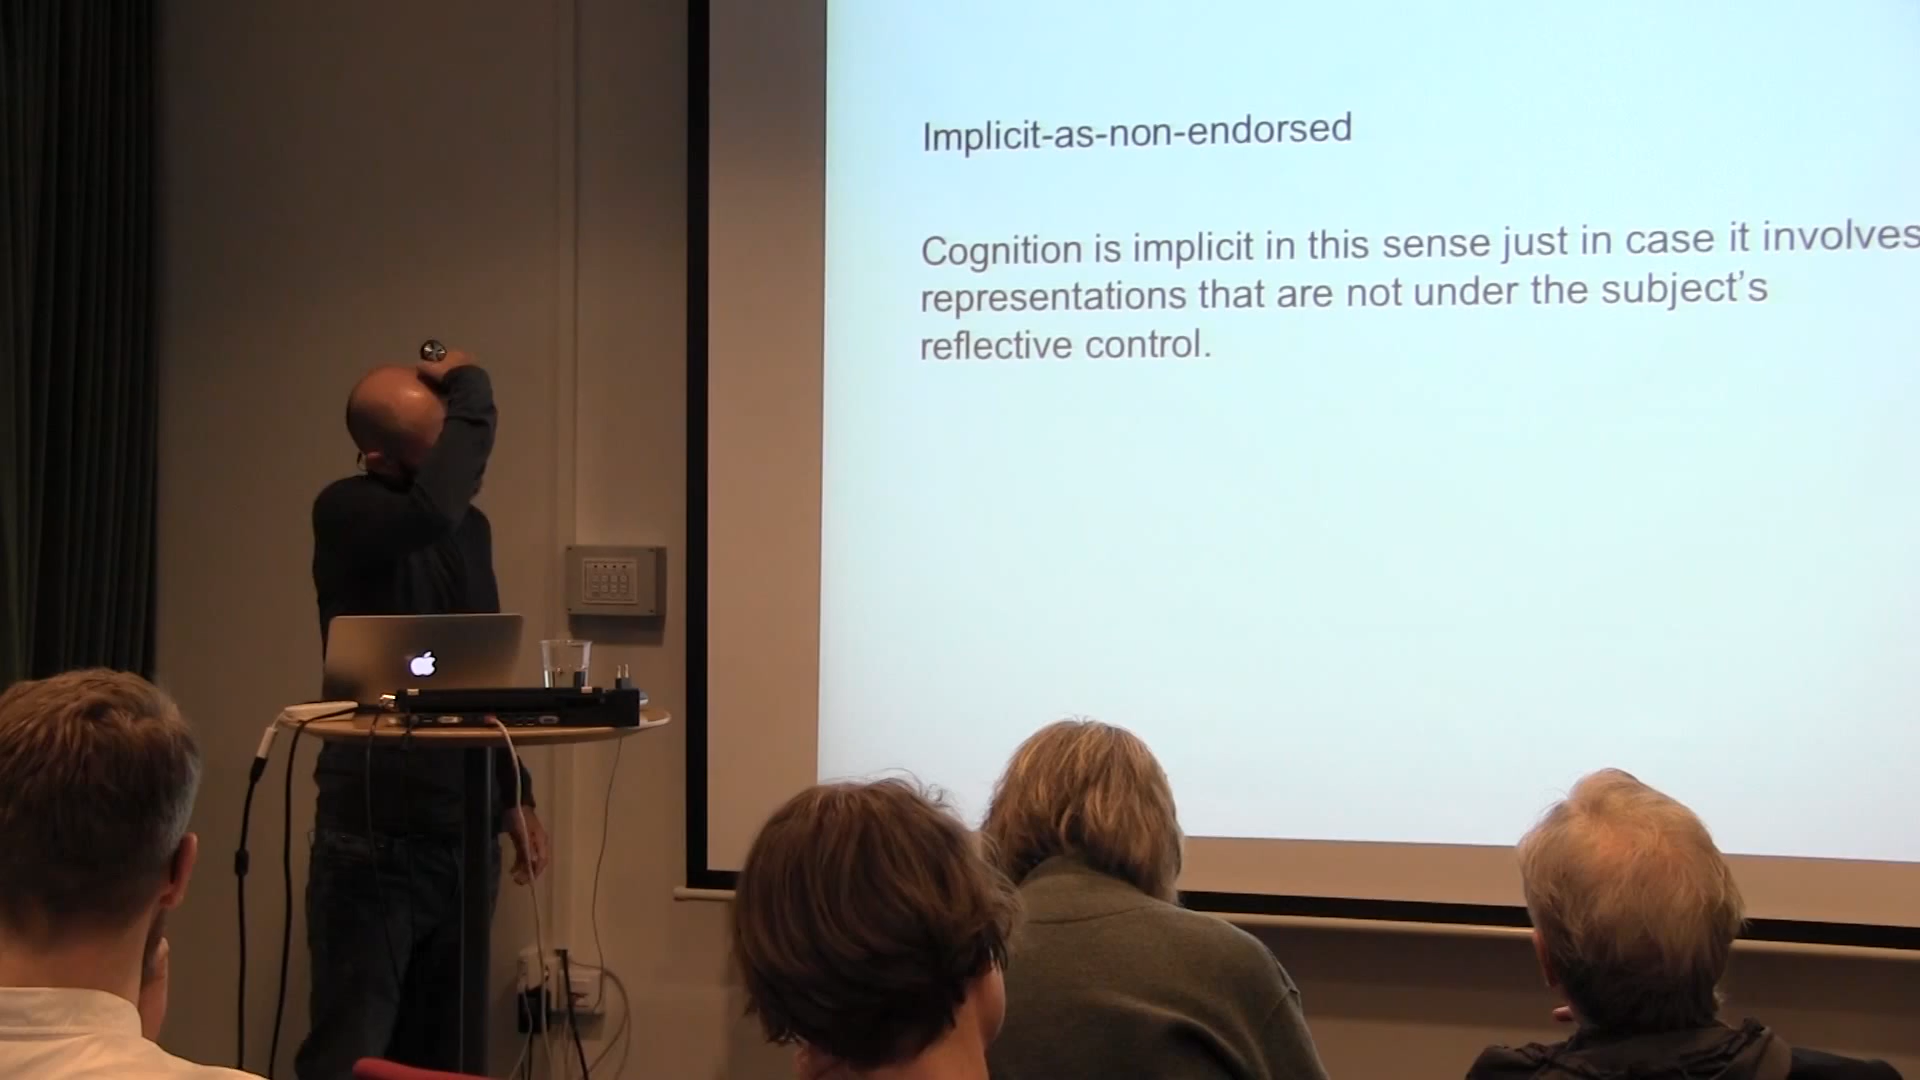 Implicit-as-non-endorsed
Cognition is implicit in this sense just in case it involves
representations that are not under the subject’s
reflective control.